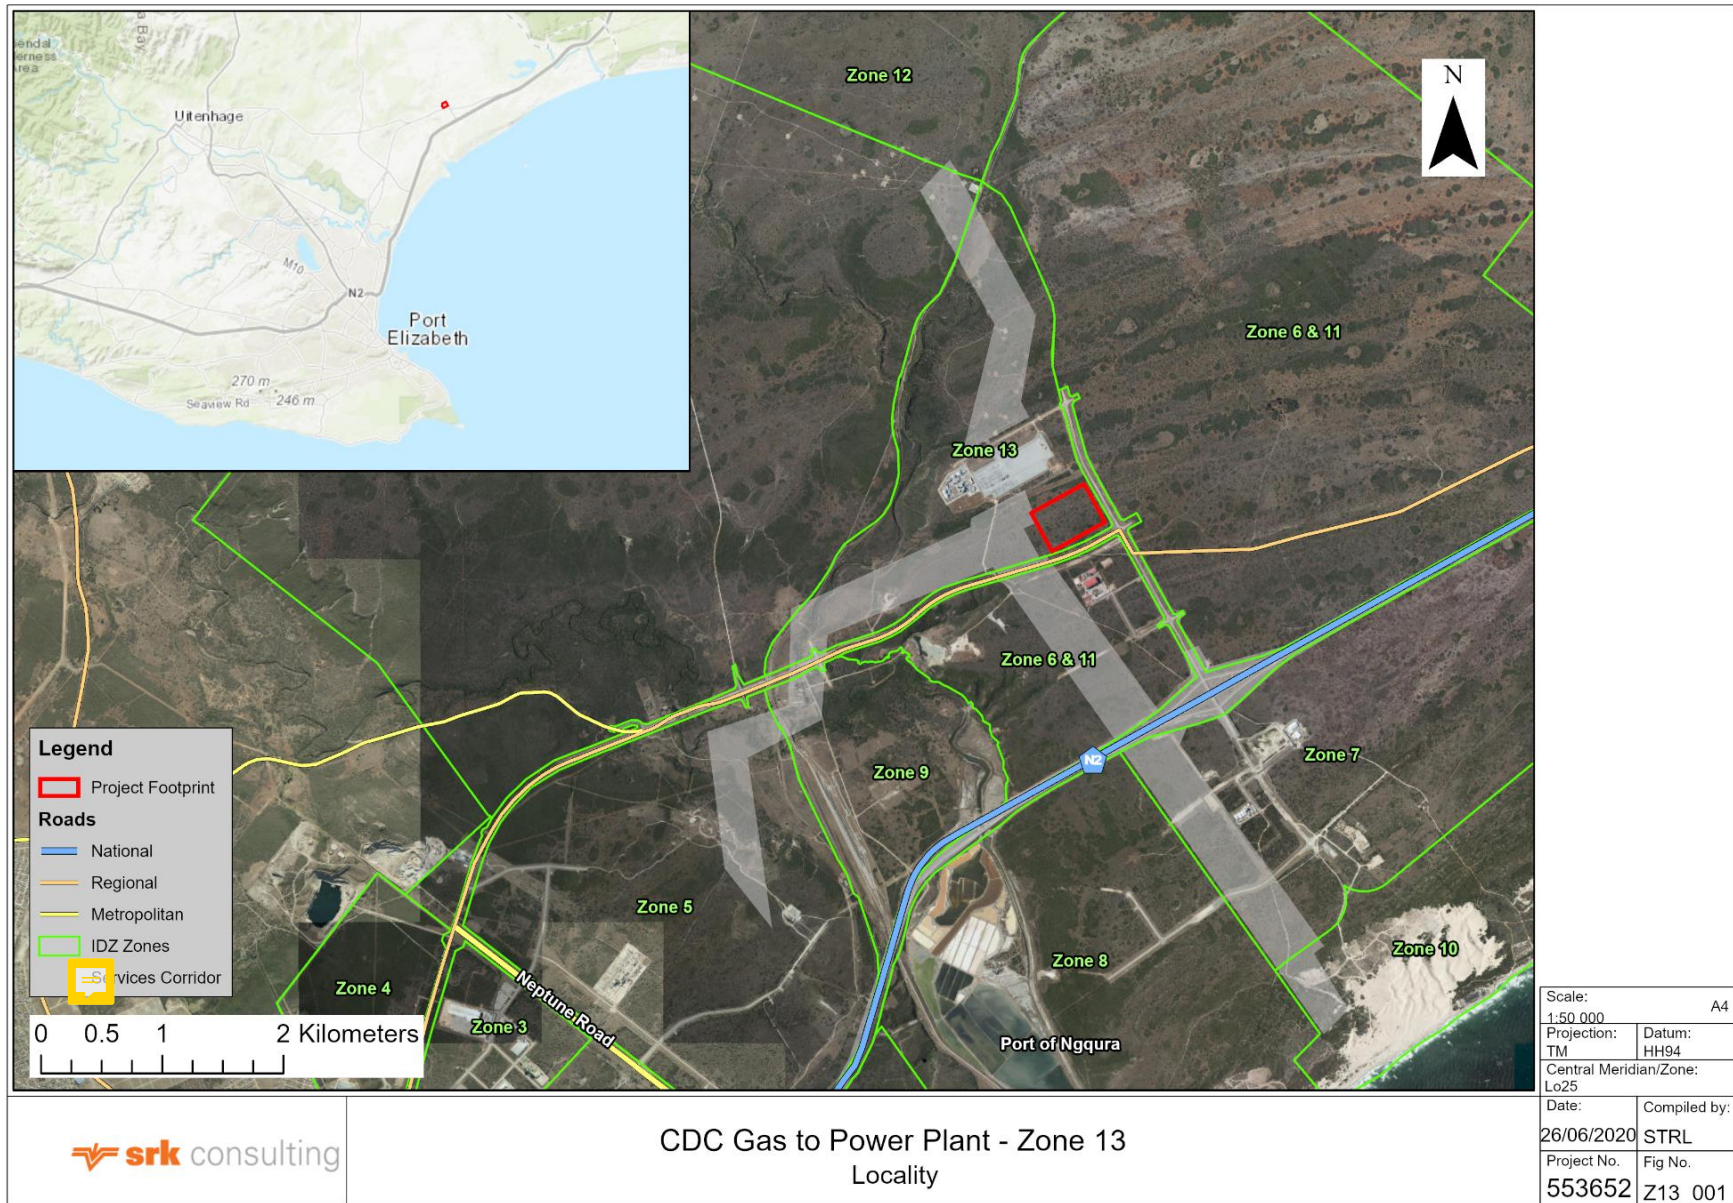 Uitenhage
M10
N2
Port
Elizabeth
270 m
246 m
Seaview Rd
Zone 12
N
Zone 6 & 11
Zone 13
Zone 6 & 11
Zone 7
N2
Zone 9
Zone 5
Zone 10
Zone 8
Zone 4
Zone 3
Neptune Road
Port of Ngqura
Legend
Project Footprint
Roads
National
Regional
Metropolitan
IDZ Zones
Services Corridor
0 0.5 1 2 Kilometers
srk consulting
CDC Gas to Power Plant - Zone 13
Locality
Scale:
1:50 000 A4
Projection: Datum:
TM HH94
Central Meridian/Zone:
Lo25
Date: Compiled by:
26/06/2020 STRL
Project No. Fig No.
553652 Z13_001